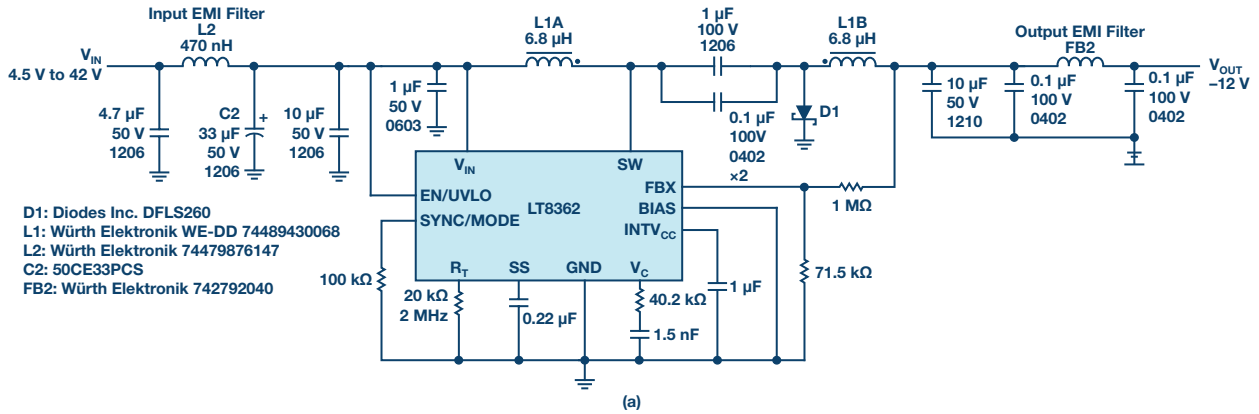 Input EMI Filter
L2
470 nH
V_IN
4.5 V to 42 V
4.7 µF
50 V
1206
C2
33 µF
50 V
1206
+
10 µF
50 V
1206
1 µF
50 V
0603
L1A
6.8 µH
1 µF
100 V
1206
0.1 µF
100V
0402
×2
L1B
6.8 µH
D1
Output EMI Filter
FB2
10 µF
50 V
1210
0.1 µF
100 V
0402
0.1 µF
100 V
0402
V_OUT
–12 V
V_IN
SW
EN/UVLO
SYNC/MODE
LT8362
FBX
BIAS
INTV_CC
R_T
SS
GND
V_C
1 MΩ
71.5 kΩ
100 kΩ
20 kΩ
2 MHz
0.22 µF
40.2 kΩ
1.5 nF
1 µF
D1: Diodes Inc. DFLS260
L1: Würth Elektronik WE-DD 74489430068
L2: Würth Elektronik 74479876147
C2: 50CE33PCS
FB2: Würth Elektronik 742792040
(a)